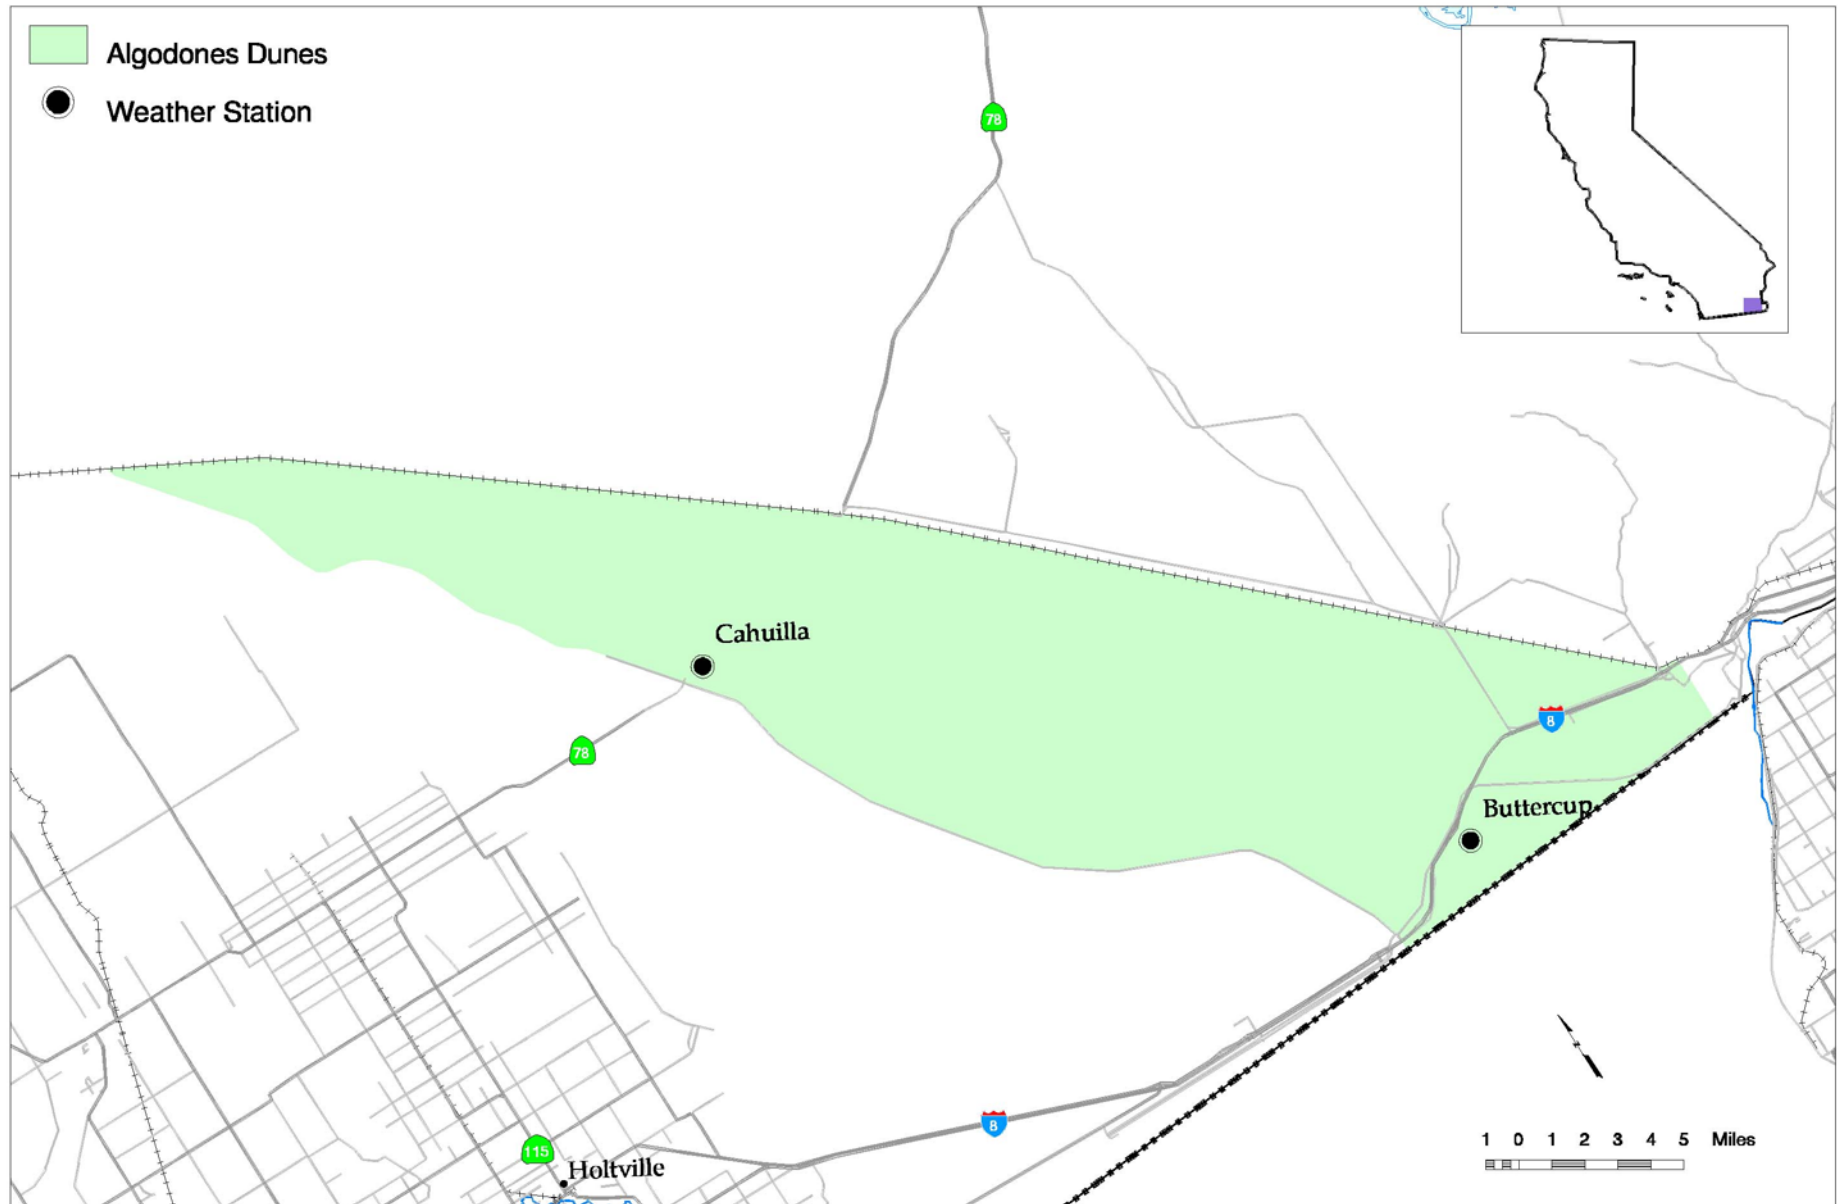 Algodones Dunes
Weather Station
78
Cahuilla
78
8
Buttercup
8
115
Holtville
1 0 1 2 3 4 5 Miles